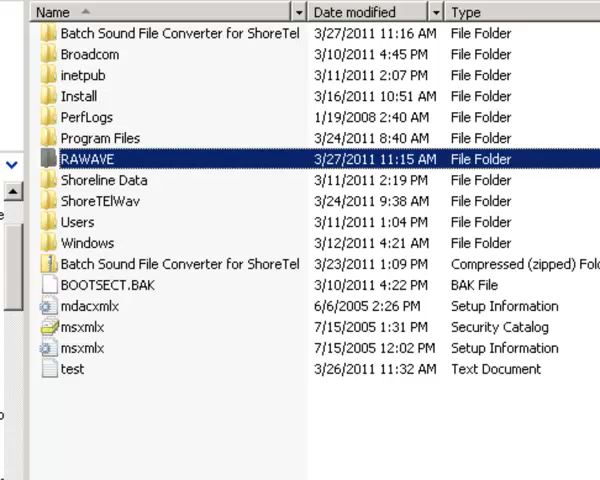 Name Date modified Type
Batch Sound File Converter for ShoreTel 3/27/2011 11:16 AM File Folder
Broadcom 3/10/2011 4:45 PM File Folder
inetpub 3/11/2011 2:07 PM File Folder
Install 3/16/2011 10:51 AM File Folder
PerfLogs 1/19/2008 2:40 AM File Folder
Program Files 3/24/2011 8:40 AM File Folder
RAWAVE 3/27/2011 11:15 AM File Folder
Shoreline Data 3/11/2011 2:19 PM File Folder
ShoreTElWav 3/24/2011 9:38 AM File Folder
Users 3/11/2011 1:04 PM File Folder
Windows 3/12/2011 4:21 AM File Folder
Batch Sound File Converter for ShoreTel 3/23/2011 1:09 PM Compressed (zipped) Fol
BOOTSECT.BAK 3/10/2011 4:22 PM BAK File
mdacxmlx 6/6/2005 2:26 PM Setup Information
msxmlx 7/15/2005 1:31 PM Security Catalog
msxmlx 7/15/2005 12:02 PM Setup Information
test 3/26/2011 11:32 AM Text Document